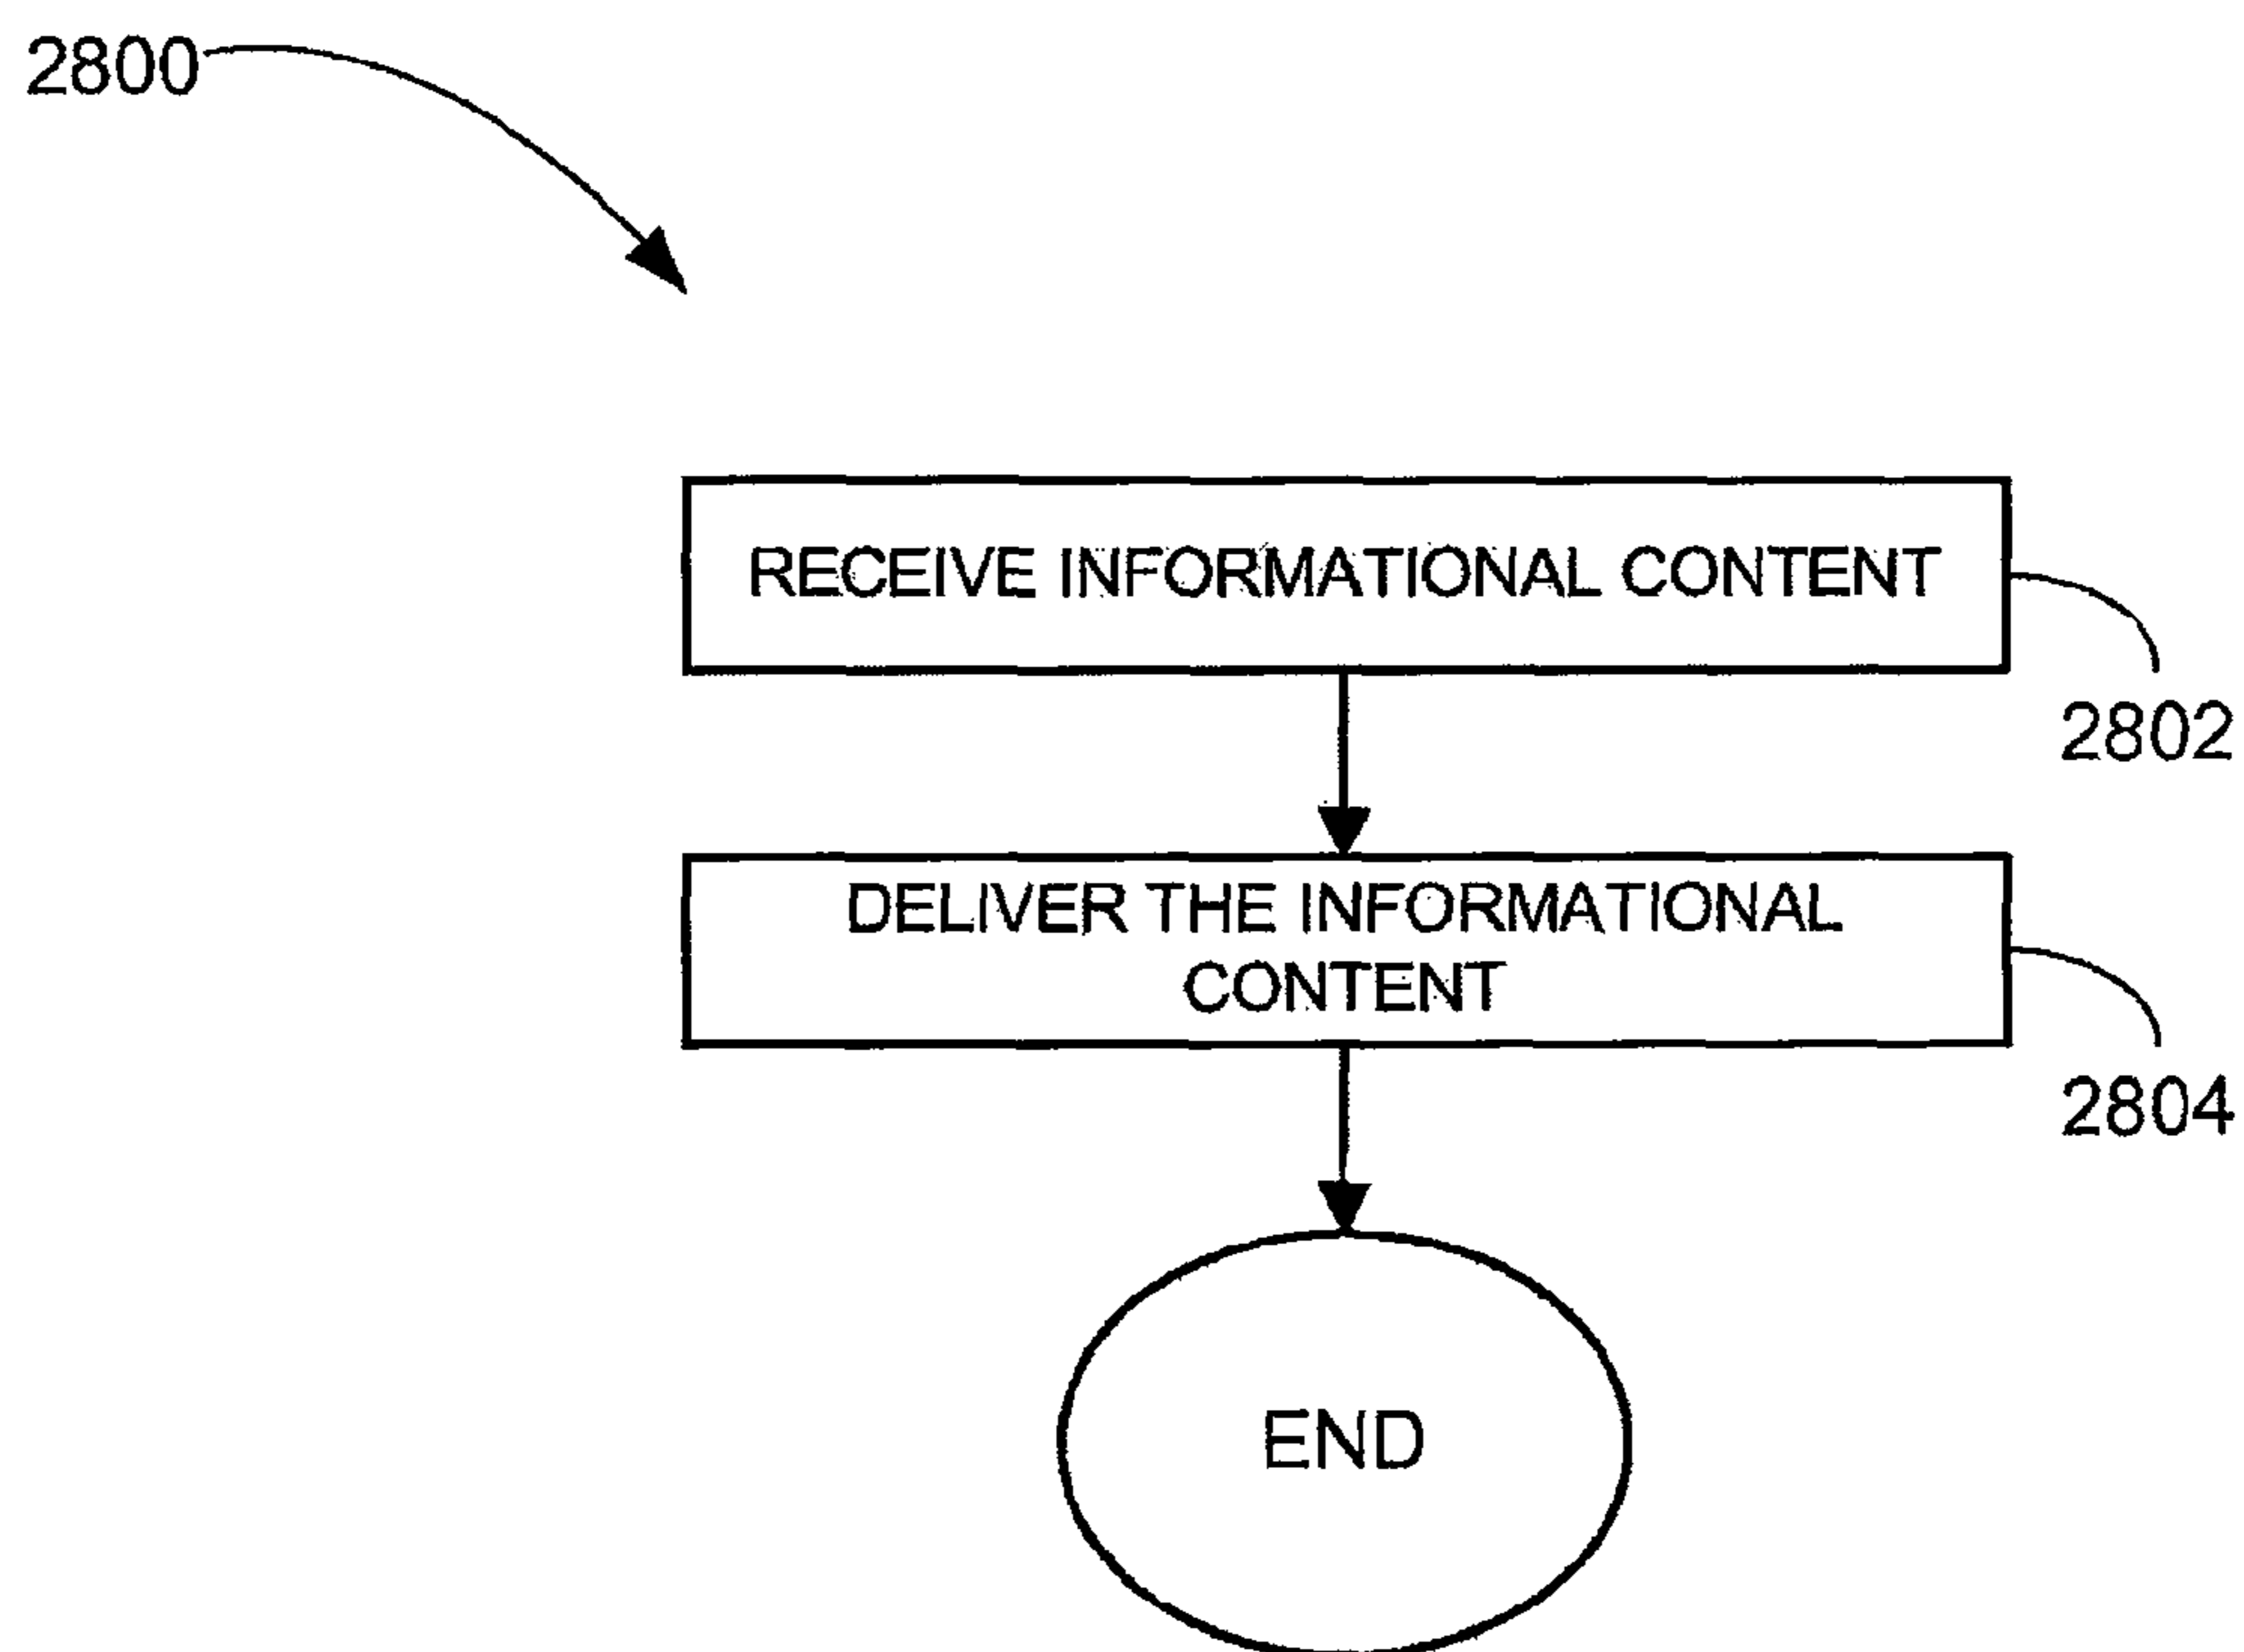 2800
RECEIVE INFORMATIONAL CONTENT
2802
DELIVER THE INFORMATIONAL
CONTENT
2804
END